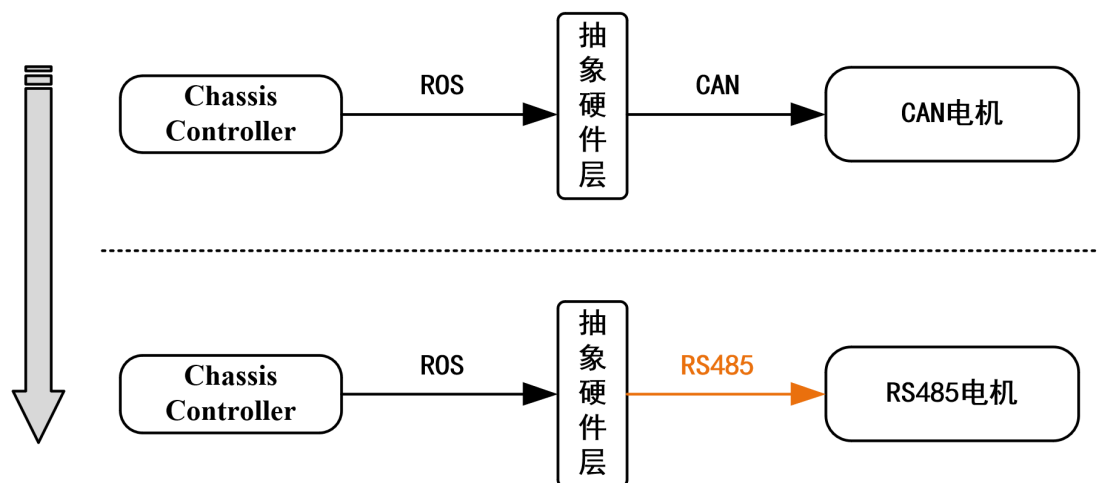 Chassis
Controller
ROS
抽
象
硬
件
层
CAN
CAN电机
Chassis
Controller
ROS
抽
象
硬
件
层
RS485
RS485电机